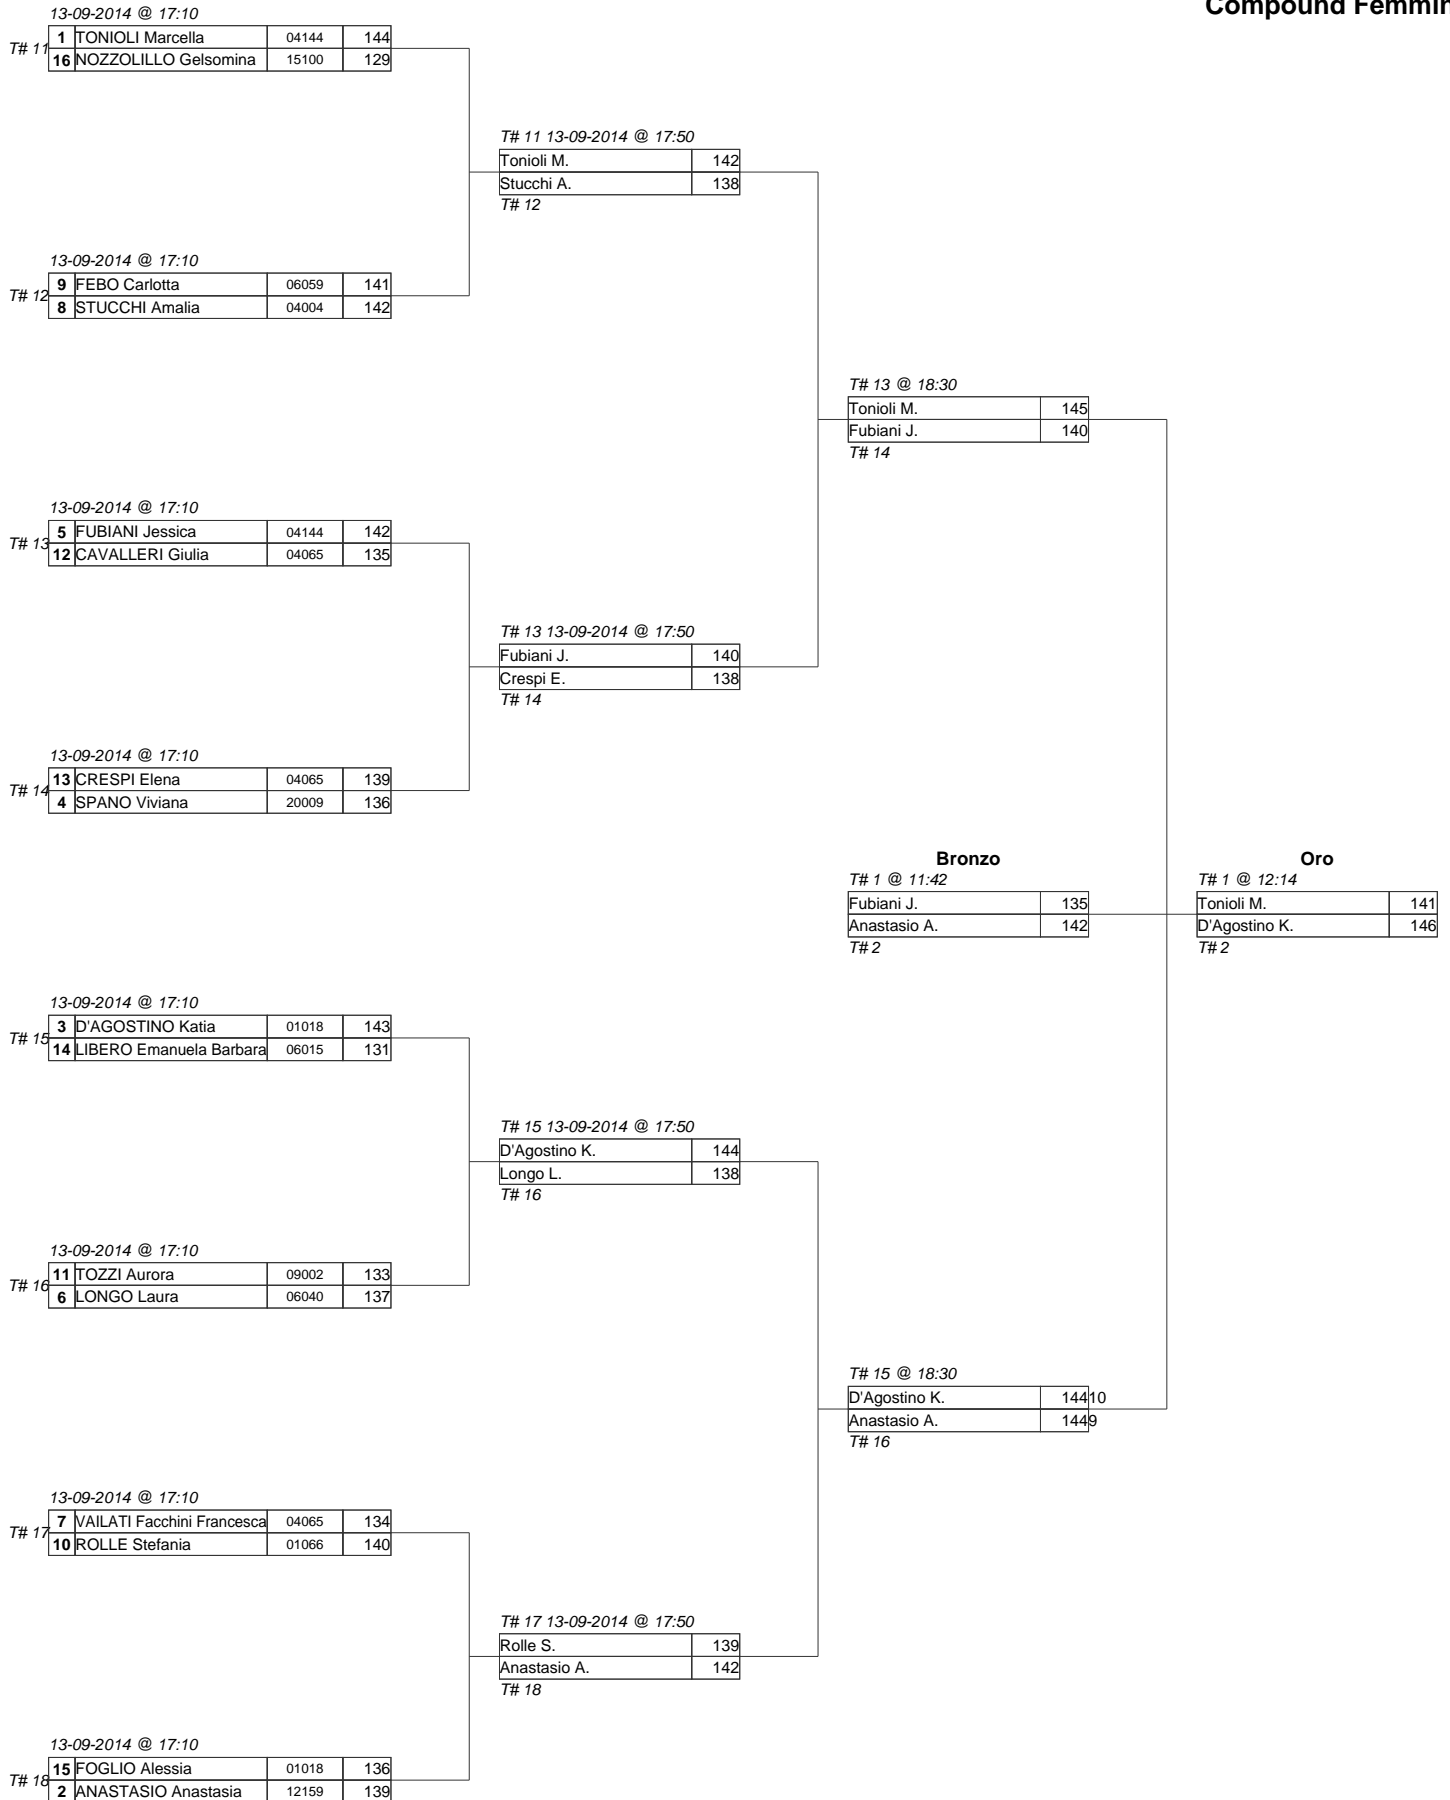 Compound Femmin
13-09-2014 @ 17:10
T# 11
1 TONIOLI Marcella 04144 144
16 NOZZOLILLO Gelsomina 15100 129
T# 11 13-09-2014 @ 17:50
Tonioli M. 142
Stucchi A. 138
T# 12
13-09-2014 @ 17:10
T# 12
9 FEBO Carlotta 06059 141
8 STUCCHI Amalia 04004 142
T# 13 @ 18:30
Tonioli M. 145
Fubiani J. 140
T# 14
13-09-2014 @ 17:10
T# 13
5 FUBIANI Jessica 04144 142
12 CAVALLERI Giulia 04065 135
T# 13 13-09-2014 @ 17:50
Fubiani J. 140
Crespi E. 138
T# 14
13-09-2014 @ 17:10
T# 14
13 CRESPI Elena 04065 139
4 SPANO Viviana 20009 136
Bronzo
T# 1 @ 11:42
Fubiani J. 135
Anastasio A. 142
T# 2
Oro
T# 1 @ 12:14
Tonioli M. 141
D'Agostino K. 146
T# 2
13-09-2014 @ 17:10
T# 15
3 D'AGOSTINO Katia 01018 143
14 LIBERO Emanuela Barbara 06015 131
T# 15 13-09-2014 @ 17:50
D'Agostino K. 144
Longo L. 138
T# 16
13-09-2014 @ 17:10
T# 16
11 TOZZI Aurora 09002 133
6 LONGO Laura 06040 137
T# 15 @ 18:30
D'Agostino K. 14410
Anastasio A. 1449
T# 16
13-09-2014 @ 17:10
T# 17
7 VAILATI Facchini Francesca 04065 134
10 ROLLE Stefania 01066 140
T# 17 13-09-2014 @ 17:50
Rolle S. 139
Anastasio A. 142
T# 18
13-09-2014 @ 17:10
T# 18
15 FOGLIO Alessia 01018 136
2 ANASTASIO Anastasia 12159 139